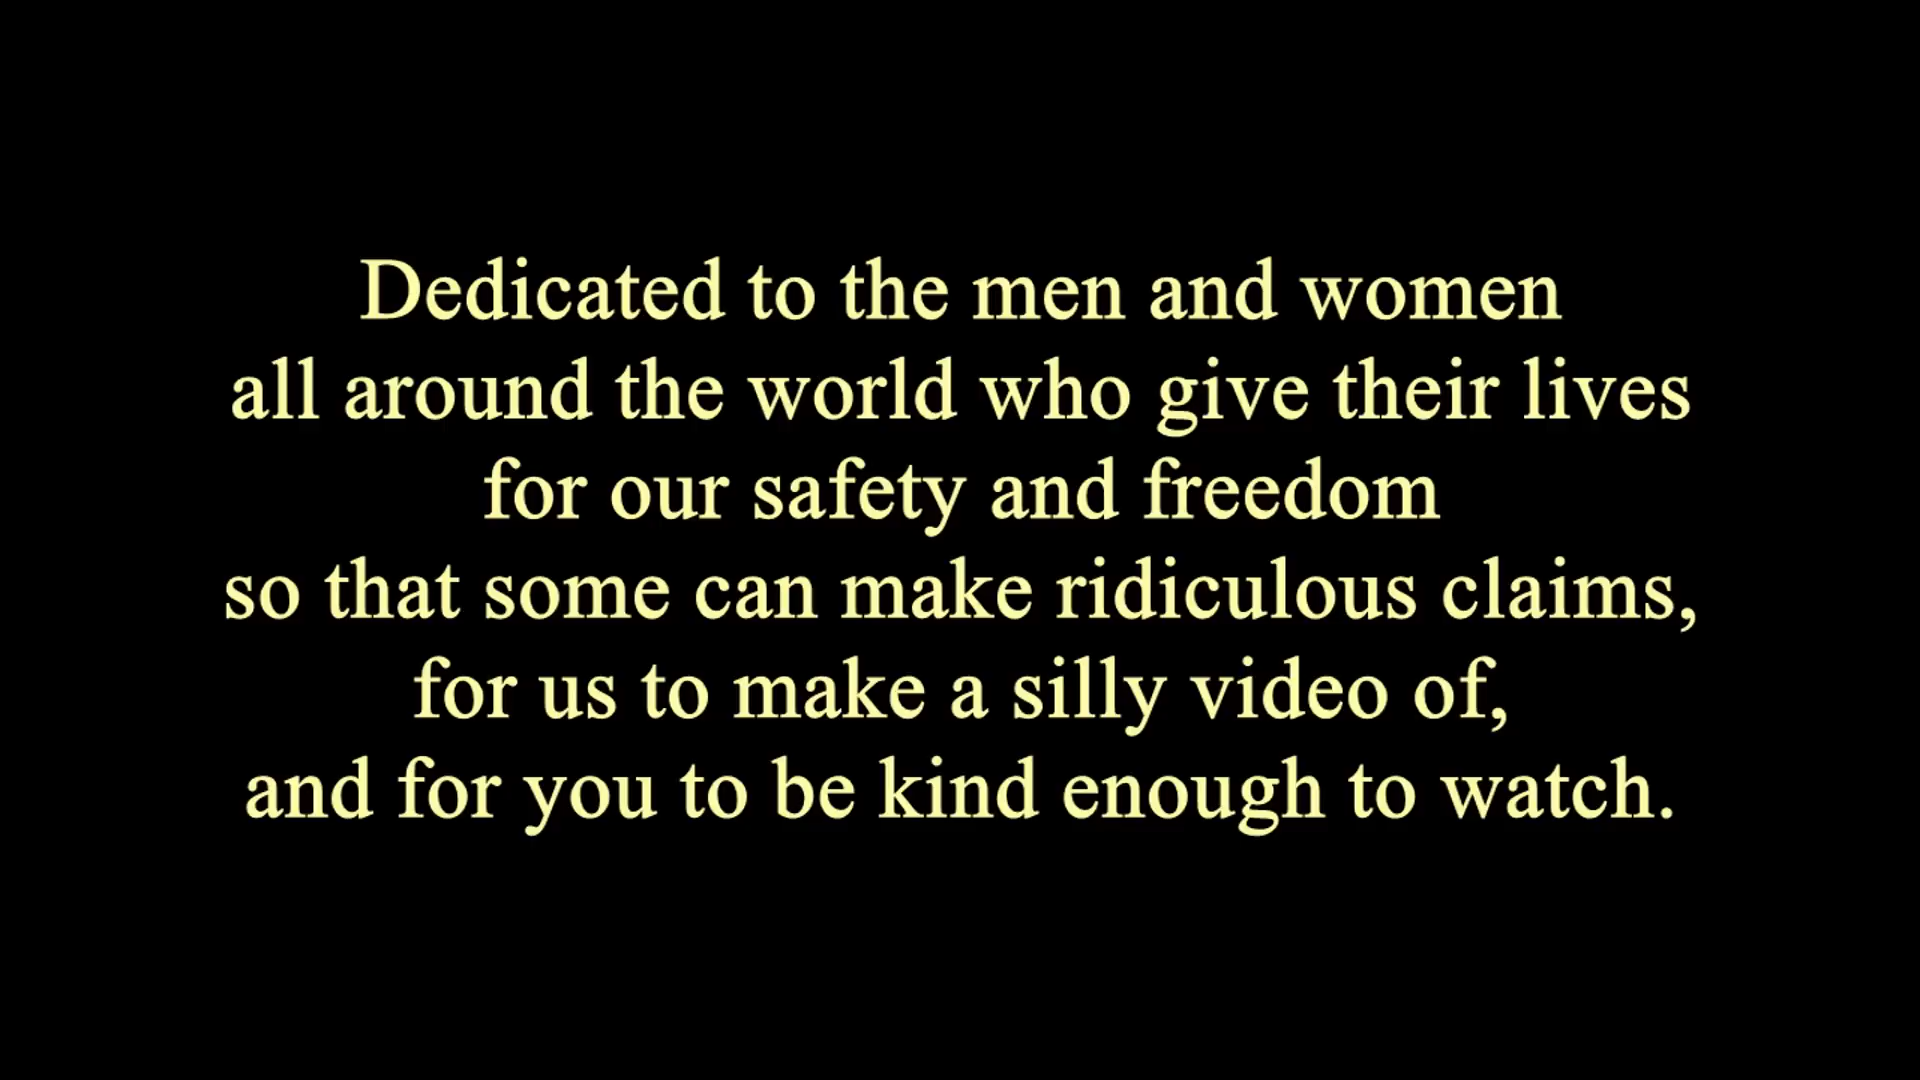 Dedicated to the men and women
all around the world who give their lives
for our safety and freedom
so that some can make ridiculous claims,
for us to make a silly video of,
and for you to be kind enough to watch.